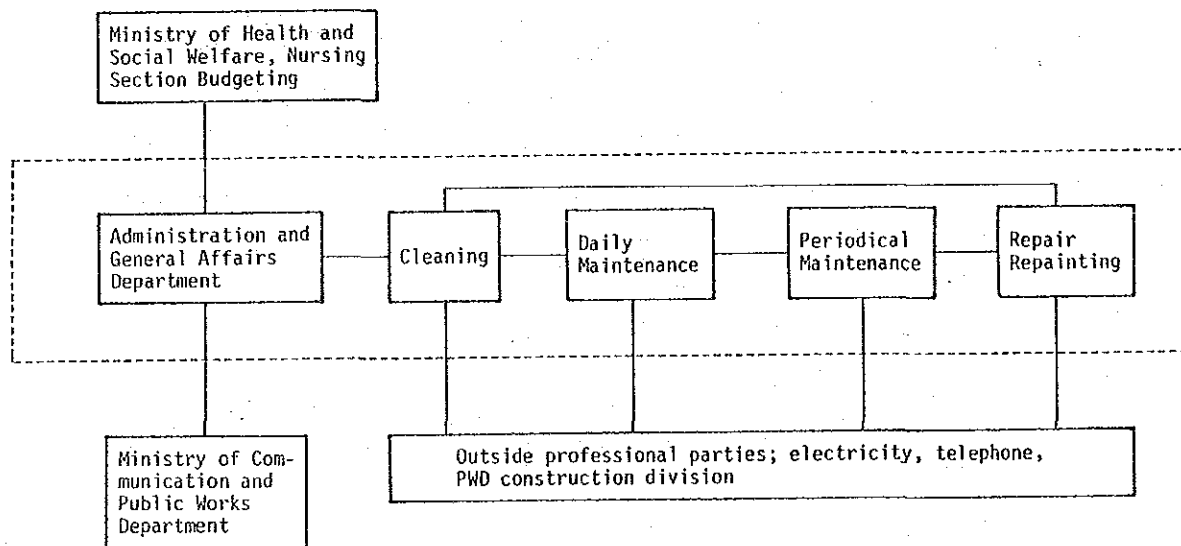 Ministry of Health and
Social Welfare, Nursing
Section Budgeting
Administration and
General Affairs
Department
Cleaning
Daily
Maintenance
Periodical
Maintenance
Repair
Repainting
Ministry of Com-
munication and
Public Works
Department
Outside professional parties; electricity, telephone,
PWD construction division